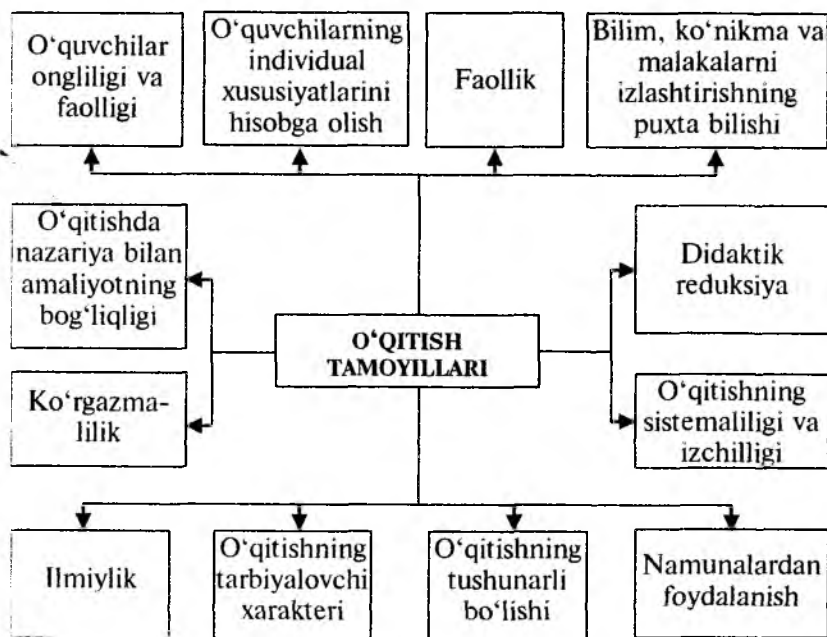 O‘quvchilar
ongliligi va
faolligi
O‘quvchilarning
individual
xususiyatlarini
hisobga olish
Faollik
Bilim, ko‘nikma va
malakalarni
izlashtirishning
puxta bilishi
O‘qitishda
nazariya bilan
amaliyotning
bog‘liqligi
Didaktik
reduksiya
O‘QITISH
TAMOYILLARI
Ko‘rgazma-
lilik
O‘qitishning
sistemaliligi va
izchilligi
Ilmiylik
O‘qitishning
tarbiyalovchi
xarakteri
O‘qitishning
tushunarli
bo‘lishi
Namunalardan
foydalanish